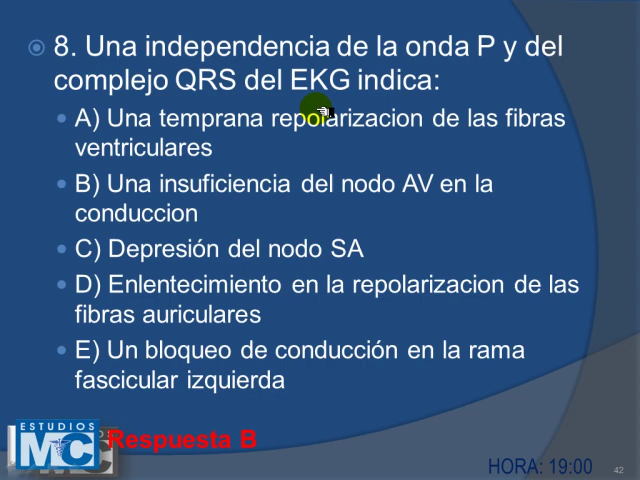 8. Una independencia de la onda P y del
complejo QRS del EKG indica:
A) Una temprana repolarizacion de las fibras
ventriculares
B) Una insuficiencia del nodo AV en la
conduccion
C) Depresión del nodo SA
D) Enlentecimiento en la repolarizacion de las
fibras auriculares
E) Un bloqueo de conducción en la rama
fascicular izquierda
ESTUDIOS
MC
Respuesta B
HORA: 19:00
42